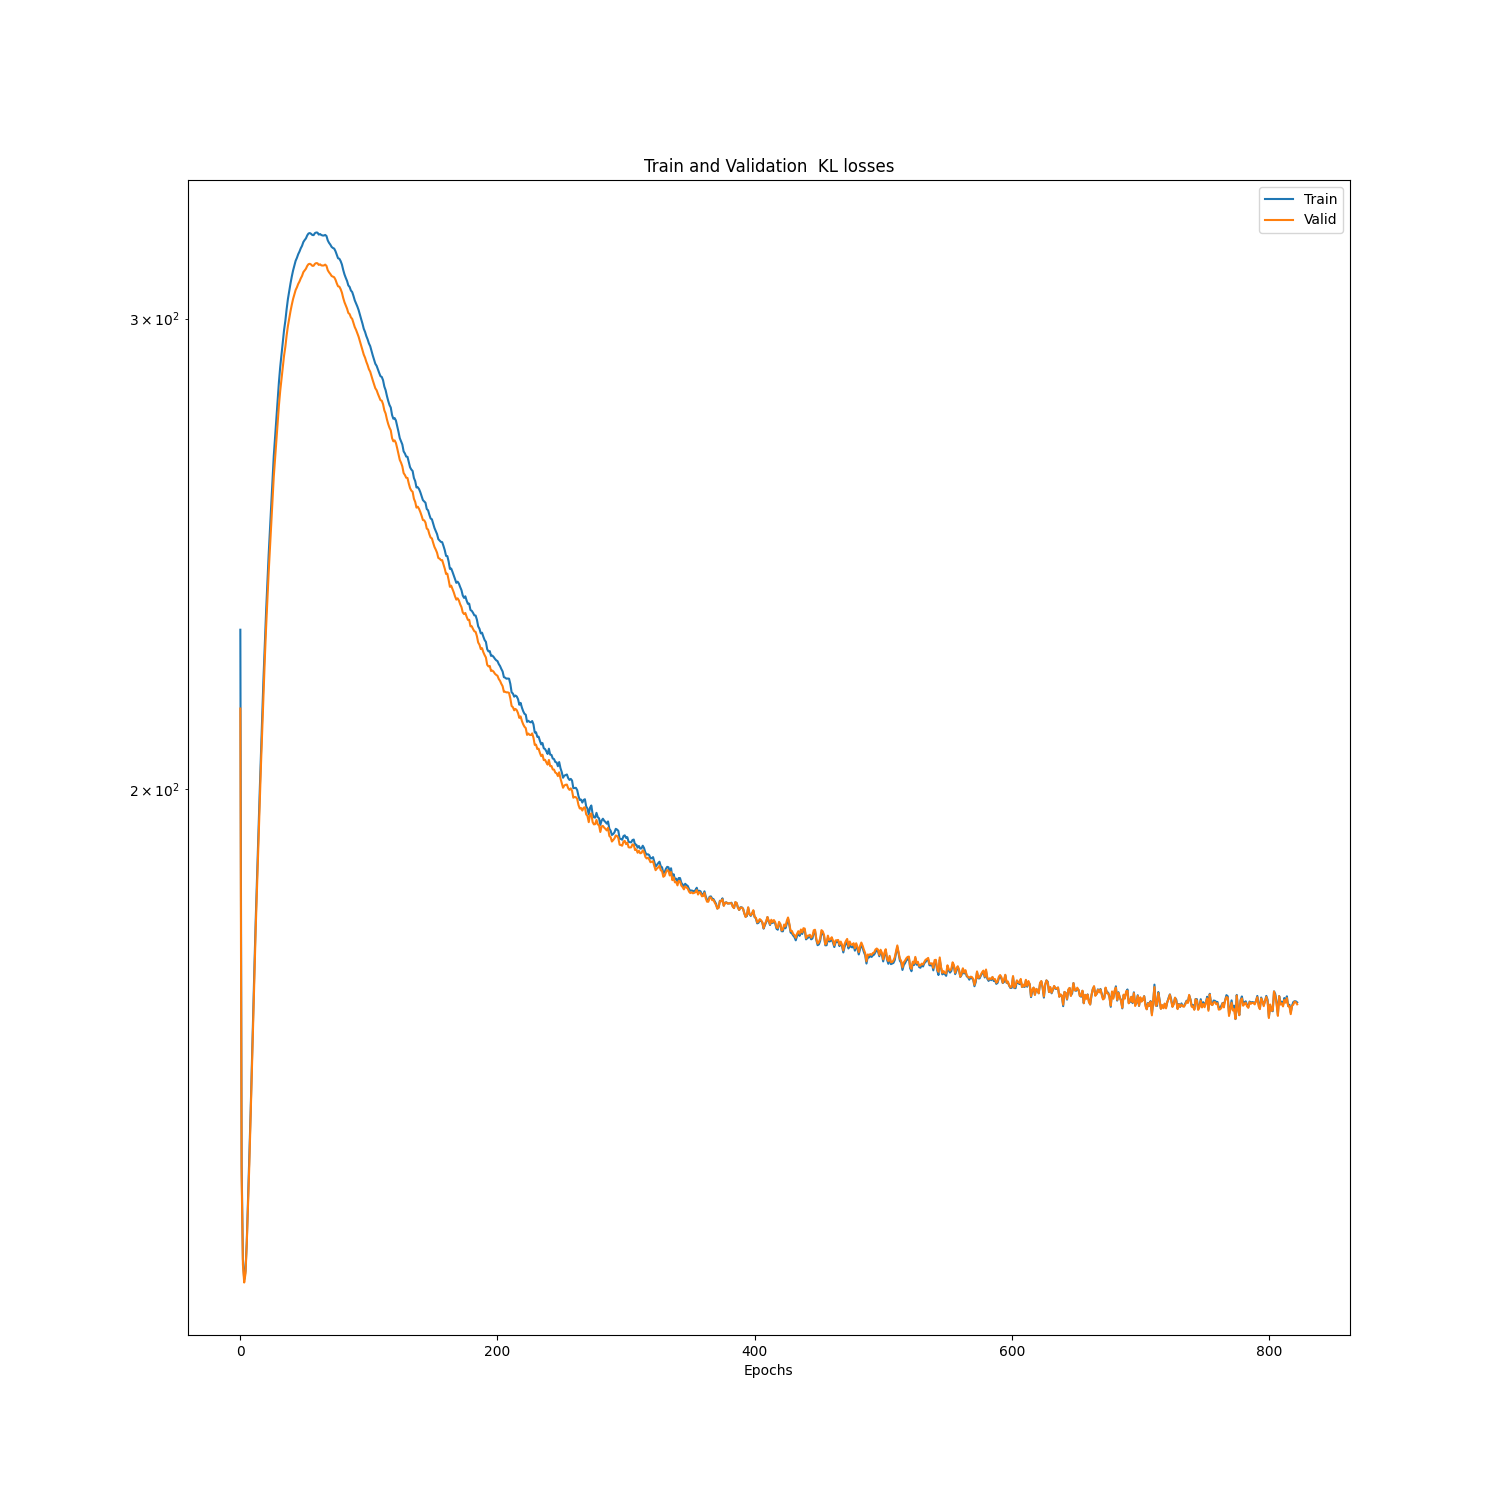 Train and Validation  KL losses
Train
Valid
3 × 10²
2 × 10²
0 200 400 600 800
Epochs